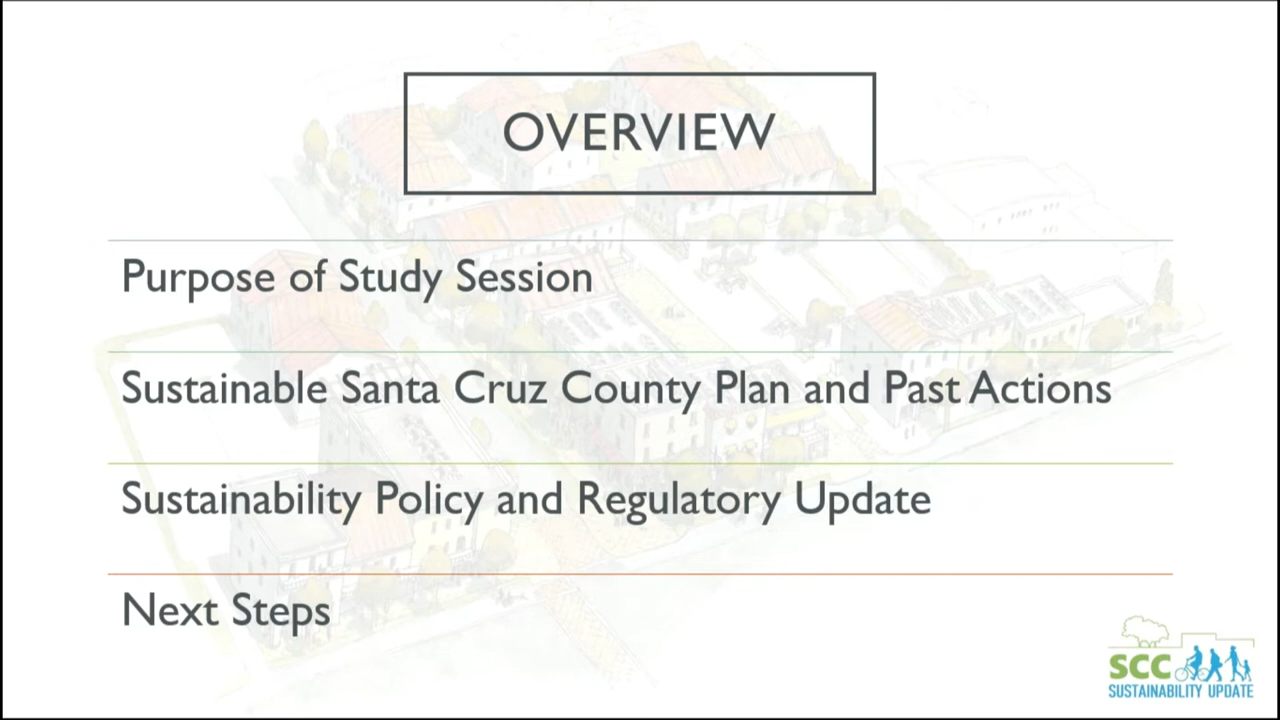 OVERVIEW
Purpose of Study Session
Sustainable Santa Cruz County Plan and Past Actions
Sustainability Policy and Regulatory Update
Next Steps
SCC
SUSTAINABILITY UPDATE